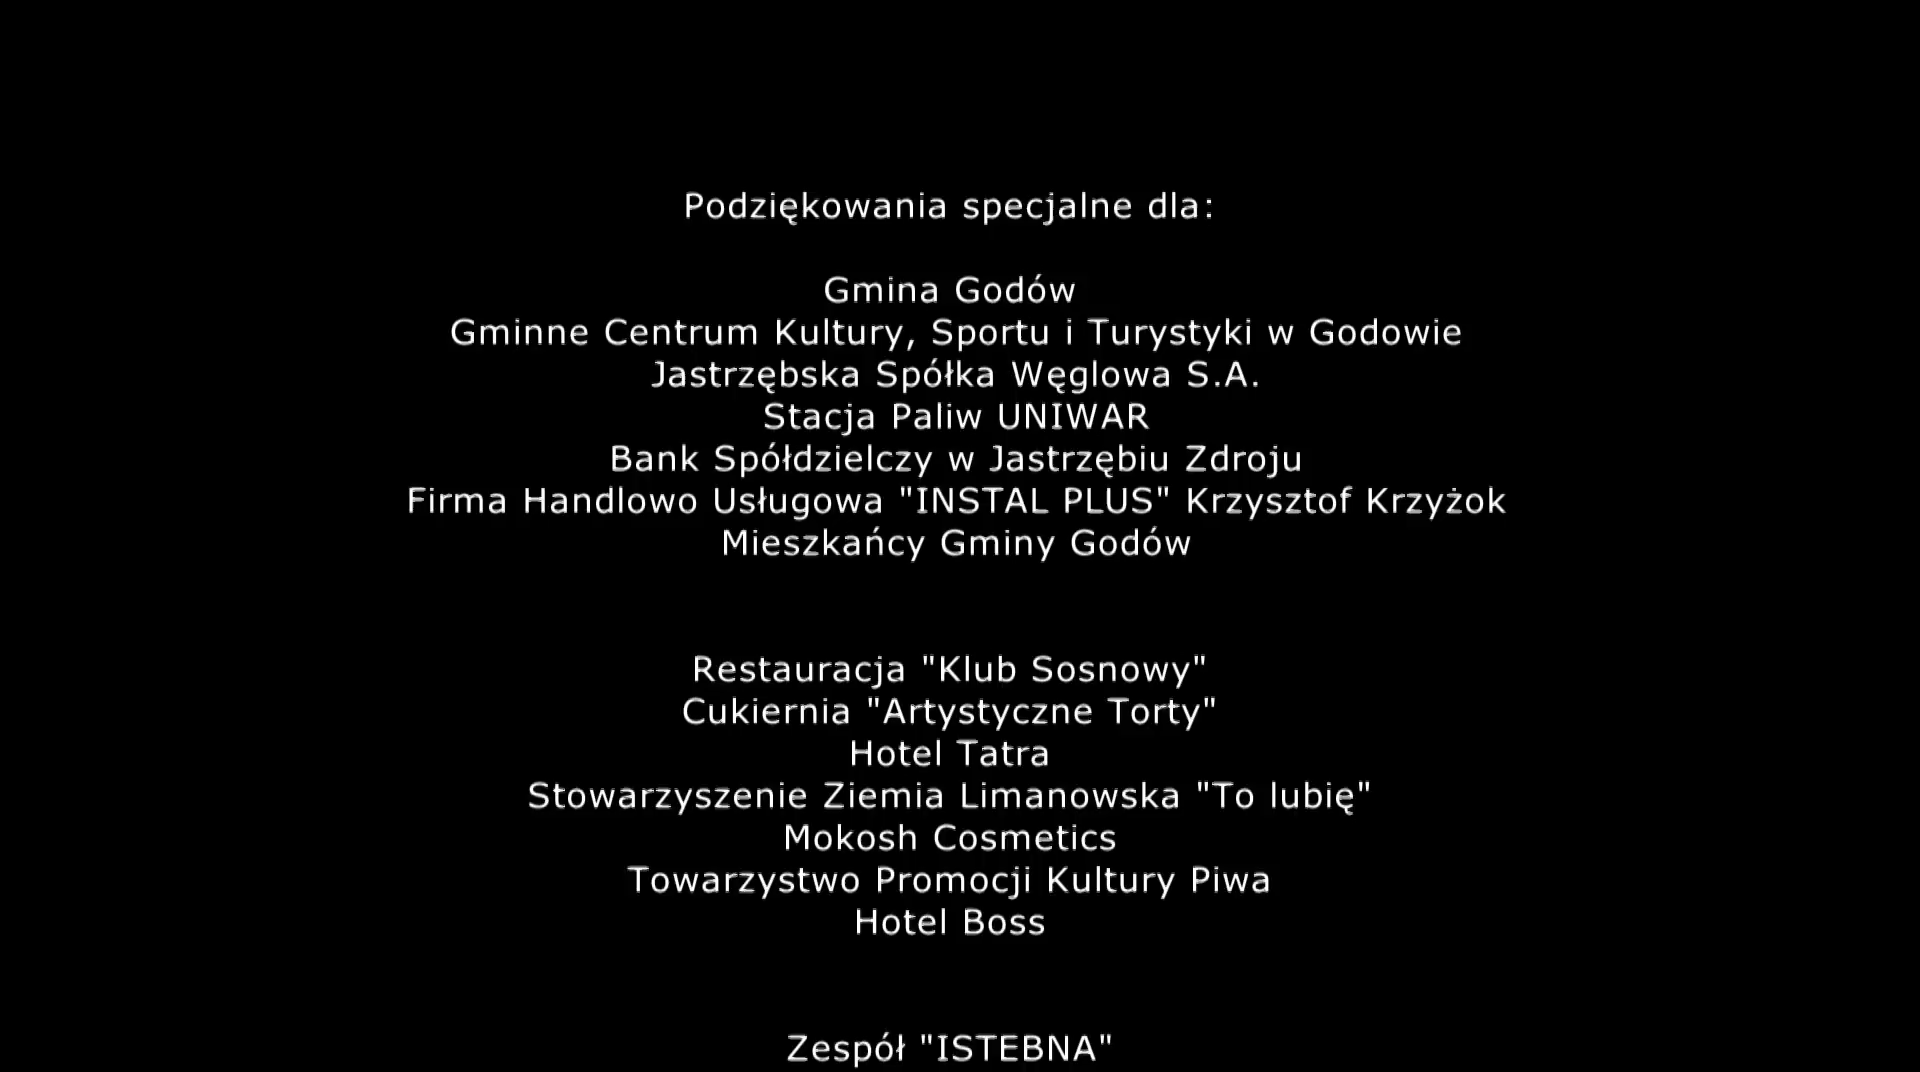 Podziękowania specjalne dla:
Gmina Godów
Gminne Centrum Kultury, Sportu i Turystyki w Godowie
Jastrzębska Spółka Węglowa S.A.
Stacja Paliw UNIWAR
Bank Spółdzielczy w Jastrzębiu Zdroju
Firma Handlowo Usługowa "INSTAL PLUS" Krzysztof Krzyżok
Mieszkańcy Gminy Godów
Restauracja "Klub Sosnowy"
Cukiernia "Artystyczne Torty"
Hotel Tatra
Stowarzyszenie Ziemia Limanowska "To lubię"
Mokosh Cosmetics
Towarzystwo Promocji Kultury Piwa
Hotel Boss
Zespół "ISTEBNA"